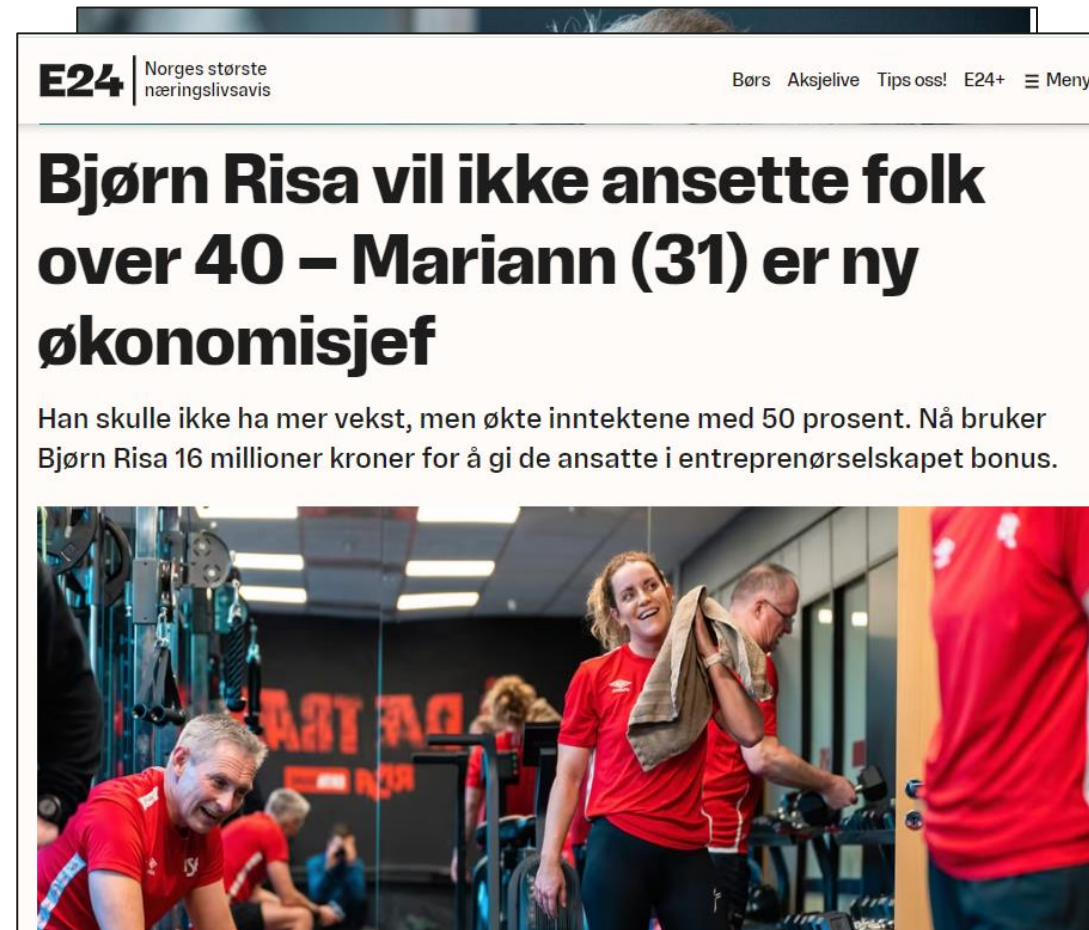 E24
Norges største
næringslivsavis
Børs Aksjelive Tips oss! E24+ Meny
Bjørn Risa vil ikke ansette folk
over 40 – Mariann (31) er ny
økonomisjef
Han skulle ikke ha mer vekst, men økte inntektene med 50 prosent. Nå bruker
Bjørn Risa 16 millioner kroner for å gi de ansatte i entreprenørselskapet bonus.